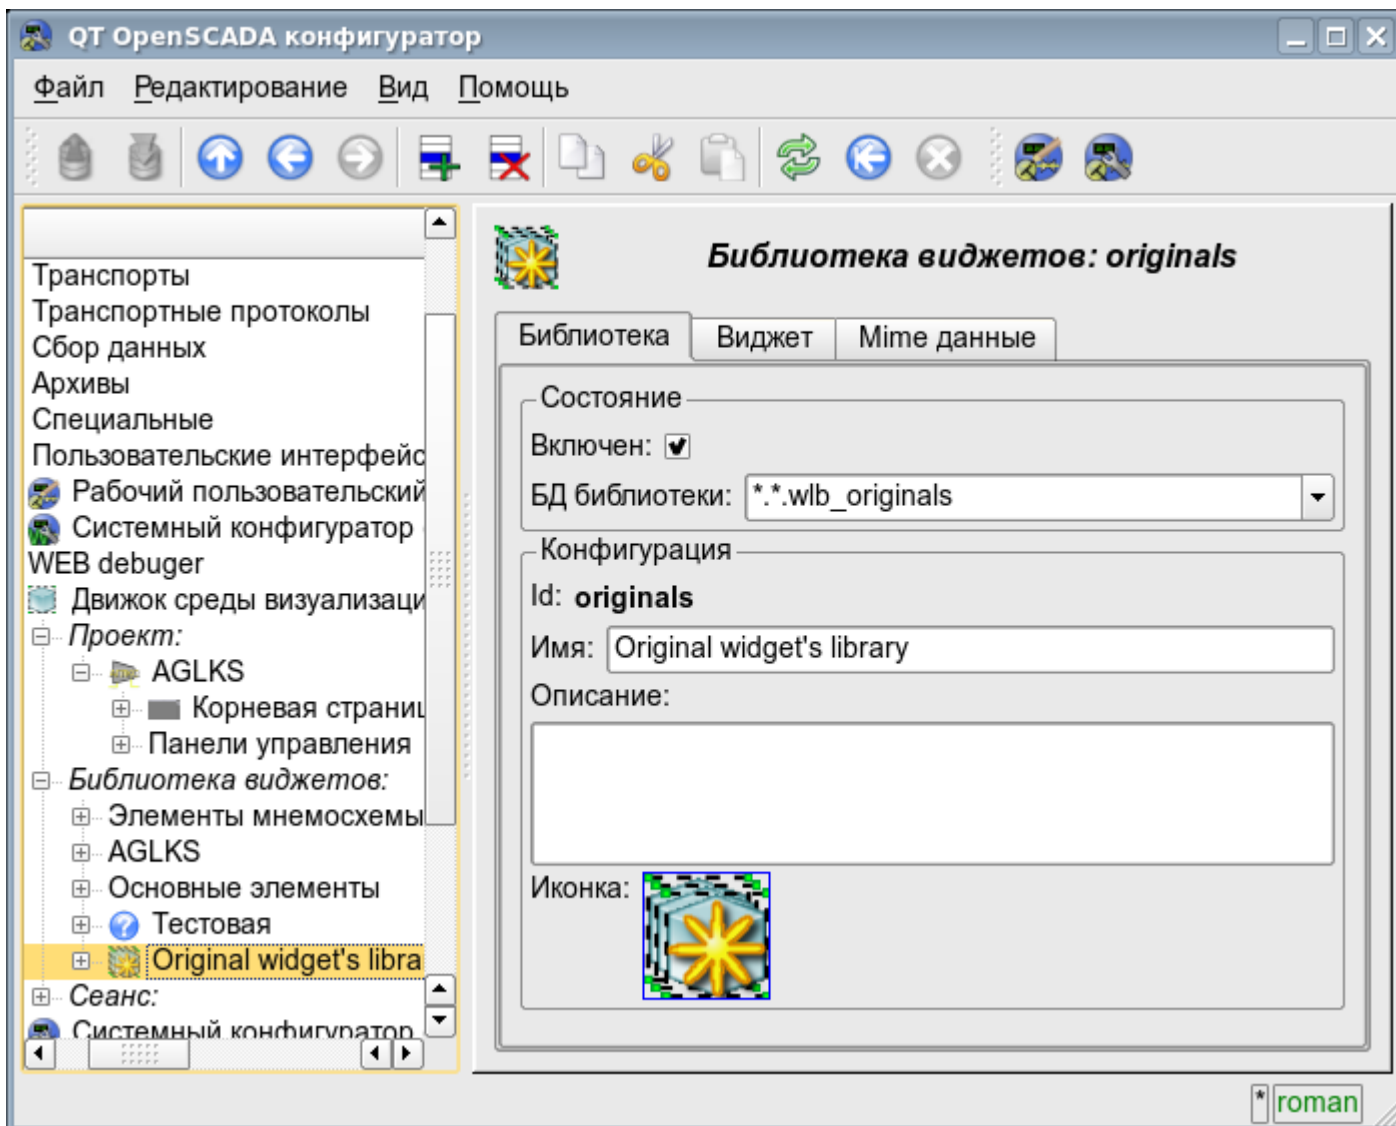 QT OpenSCADA конфигуратор
Файл Редактирование Вид Помощь
Транспорты
Транспортные протоколы
Сбор данных
Архивы
Специальные
Пользовательские интерфейс
Рабочий пользовательский
Системный конфигуратор
WEB debuger
Движок среды визуализаци
Проект:
AGLKS
Корневая страниц
Панели управления
Библиотека виджетов:
Элементы мнемосхемы
AGLKS
Основные элементы
Тестовая
Original widget's libra
Сеанс:
Системный конфигуратор
Библиотека виджетов: originals
Библиотека Виджет Mime данные
Состояние
Включен:
БД библиотеки: *.*.wlb_originals
Конфигурация
Id: originals
Имя: Original widget's library
Описание:
Иконка:
* roman